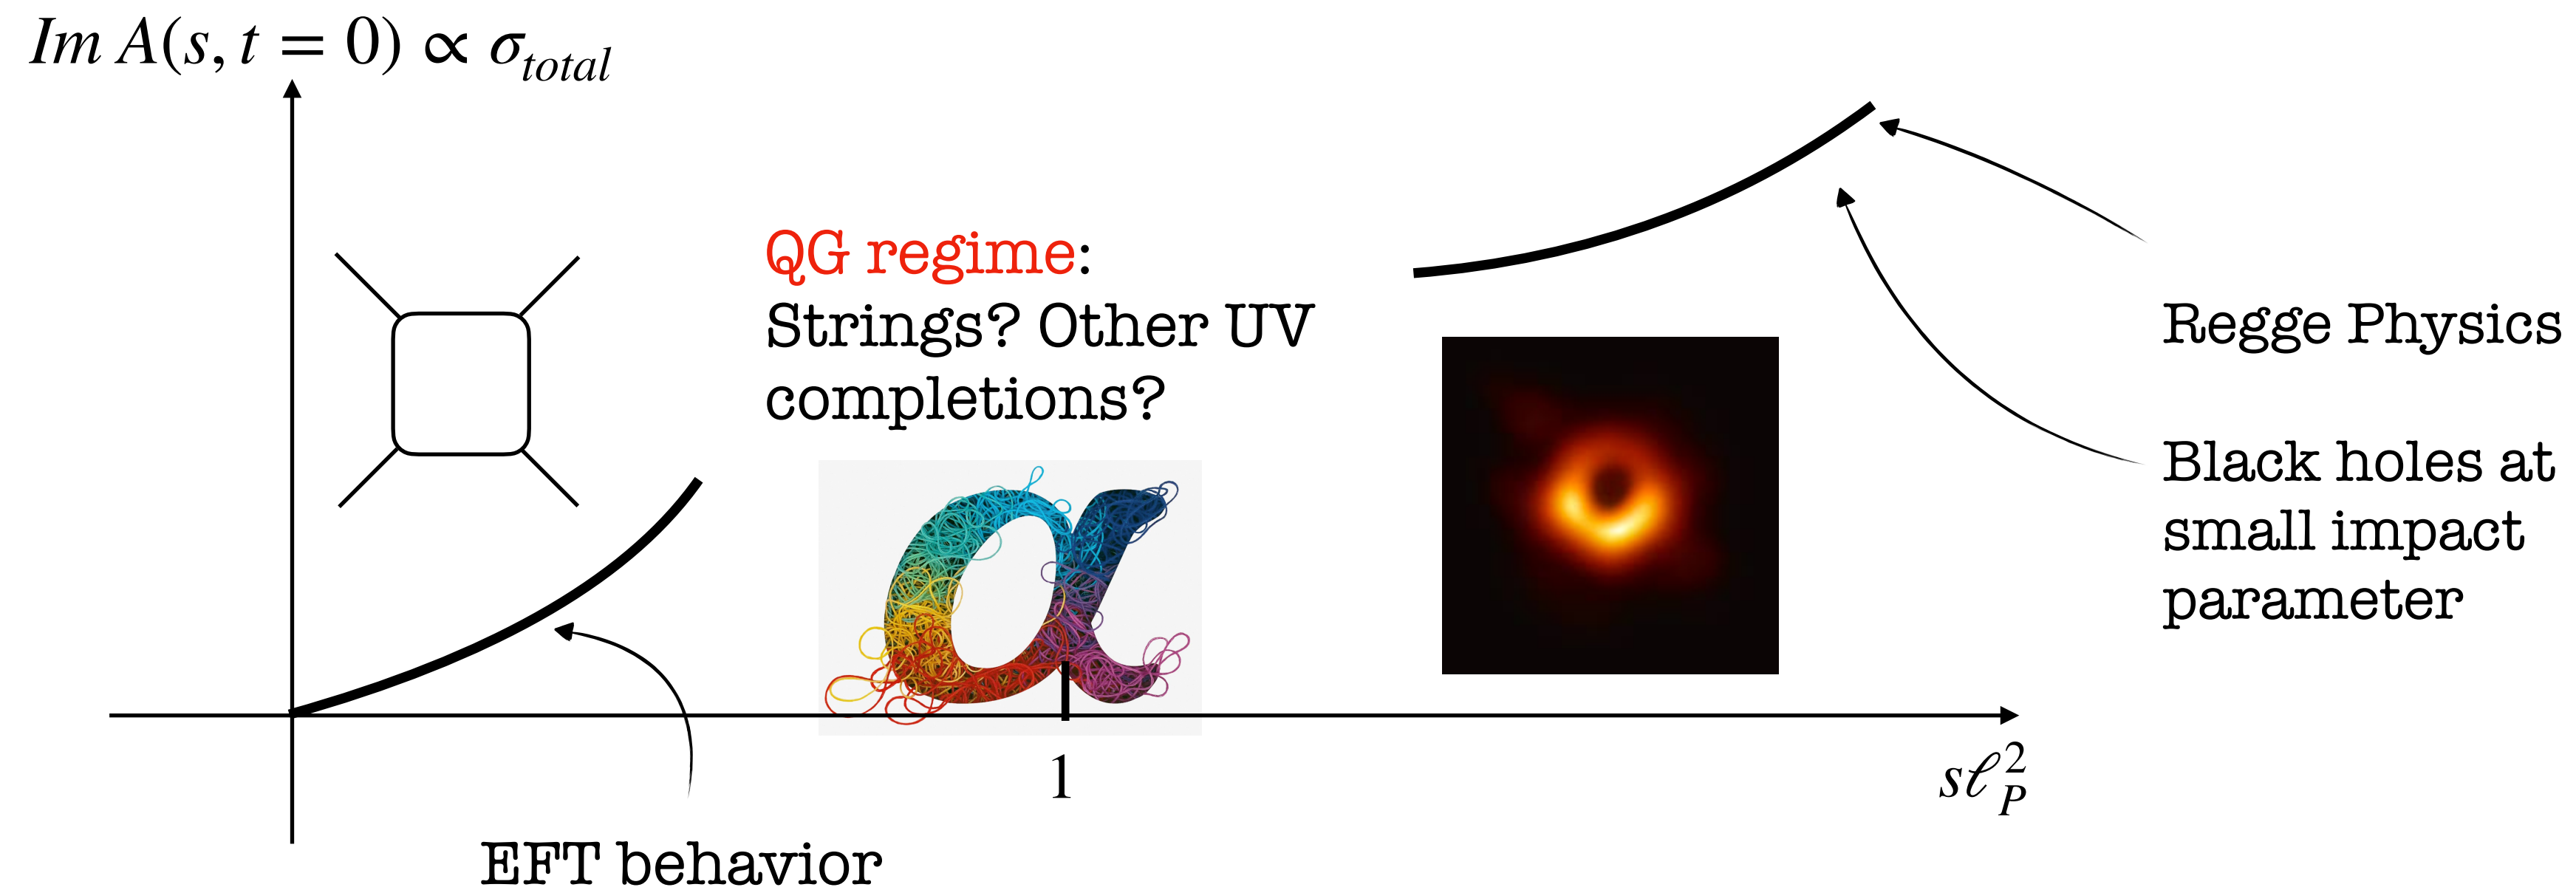 Im A(s, t = 0) ∝ σ_total
QG regime:
Strings? Other UV
completions?
Regge Physics
Black holes at
small impact
parameter
α
1
sℓ_P^2
EFT behavior